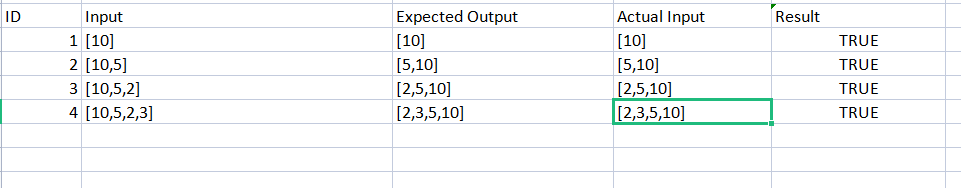 ID Input Expected Output Actual Input Result
1 [10] [10] [10] TRUE
2 [10,5] [5,10] [5,10] TRUE
3 [10,5,2] [2,5,10] [2,5,10] TRUE
4 [10,5,2,3] [2,3,5,10] [2,3,5,10] TRUE